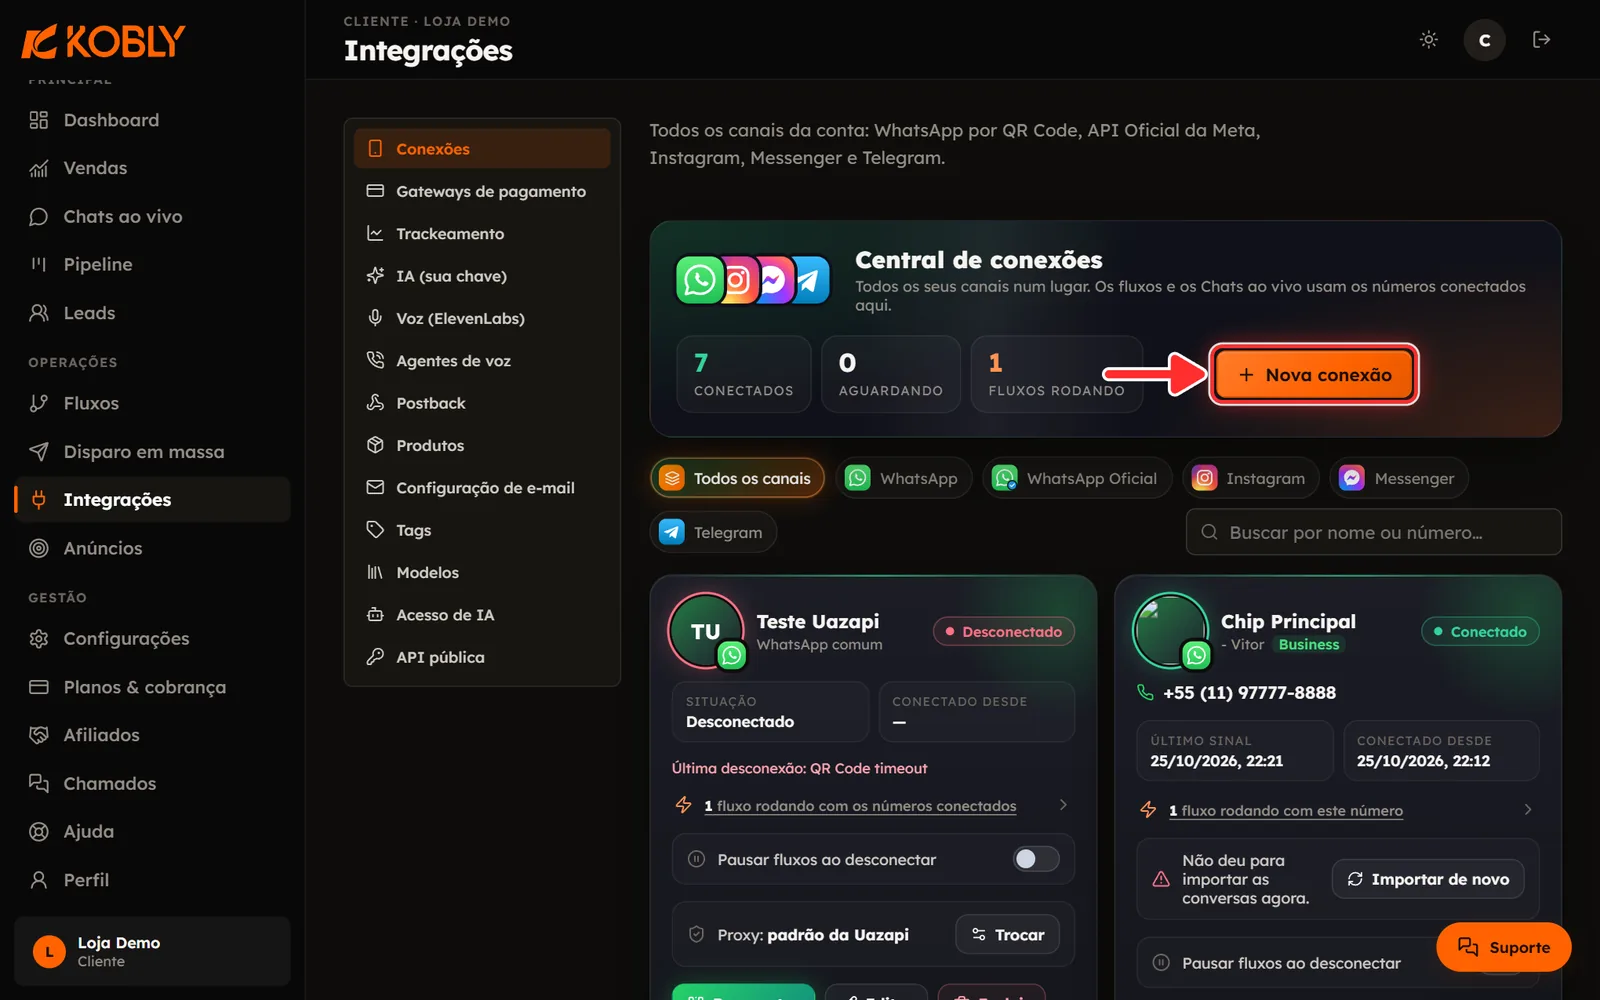 KOBLY
PRINCIPAL
Dashboard
Vendas
Chats ao vivo
Pipeline
Leads
OPERAÇÕES
Fluxos
Disparo em massa
Integrações
Anúncios
GESTÃO
Configurações
Planos & cobrança
Afiliados
Chamados
Ajuda
Perfil
L
Loja Demo
Cliente
CLIENTE · LOJA DEMO
Integrações
C
Conexões
Gateways de pagamento
Trackeamento
IA (sua chave)
Voz (ElevenLabs)
Agentes de voz
Postback
Produtos
Configuração de e-mail
Tags
Modelos
Acesso de IA
API pública
Todos os canais da conta: WhatsApp por QR Code, API Oficial da Meta,
Instagram, Messenger e Telegram.
Central de conexões
Todos os seus canais num lugar. Os fluxos e os Chats ao vivo usam os números conectados
aqui.
7
CONECTADOS
0
AGUARDANDO
1
FLUXOS RODANDO
+ Nova conexão
Todos os canais
WhatsApp
WhatsApp Oficial
Instagram
Messenger
Telegram
Buscar por nome ou número...
TU
Teste Uazapi
WhatsApp comum
Desconectado
SITUAÇÃO
Desconectado
CONECTADO DESDE
—
Última desconexão: QR Code timeout
1 fluxo rodando com os números conectados
Pausar fluxos ao desconectar
Proxy: padrão da Uazapi
Trocar
Chip Principal
- Vitor Business
Conectado
+55 (11) 97777-8888
ÚLTIMO SINAL
25/10/2026, 22:21
CONECTADO DESDE
25/10/2026, 22:12
1 fluxo rodando com este número
Não deu para
importar as
conversas agora.
Importar de novo
Pausar fluxos ao desconectar
Suporte